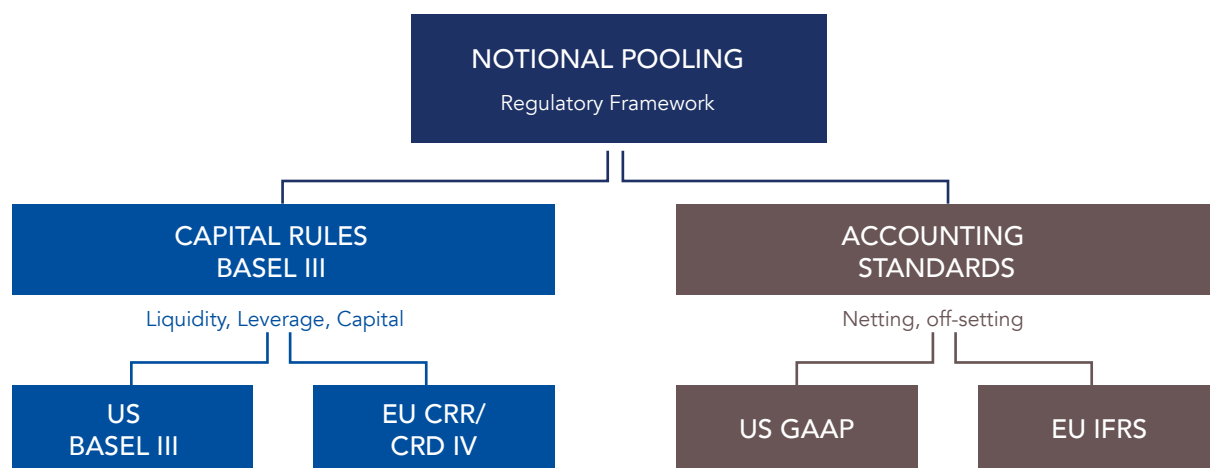 NOTIONAL POOLING
Regulatory Framework
CAPITAL RULES
BASEL III
Liquidity, Leverage, Capital
US
BASEL III
EU CRR/
CRD IV
ACCOUNTING
STANDARDS
Netting, off-setting
US GAAP
EU IFRS